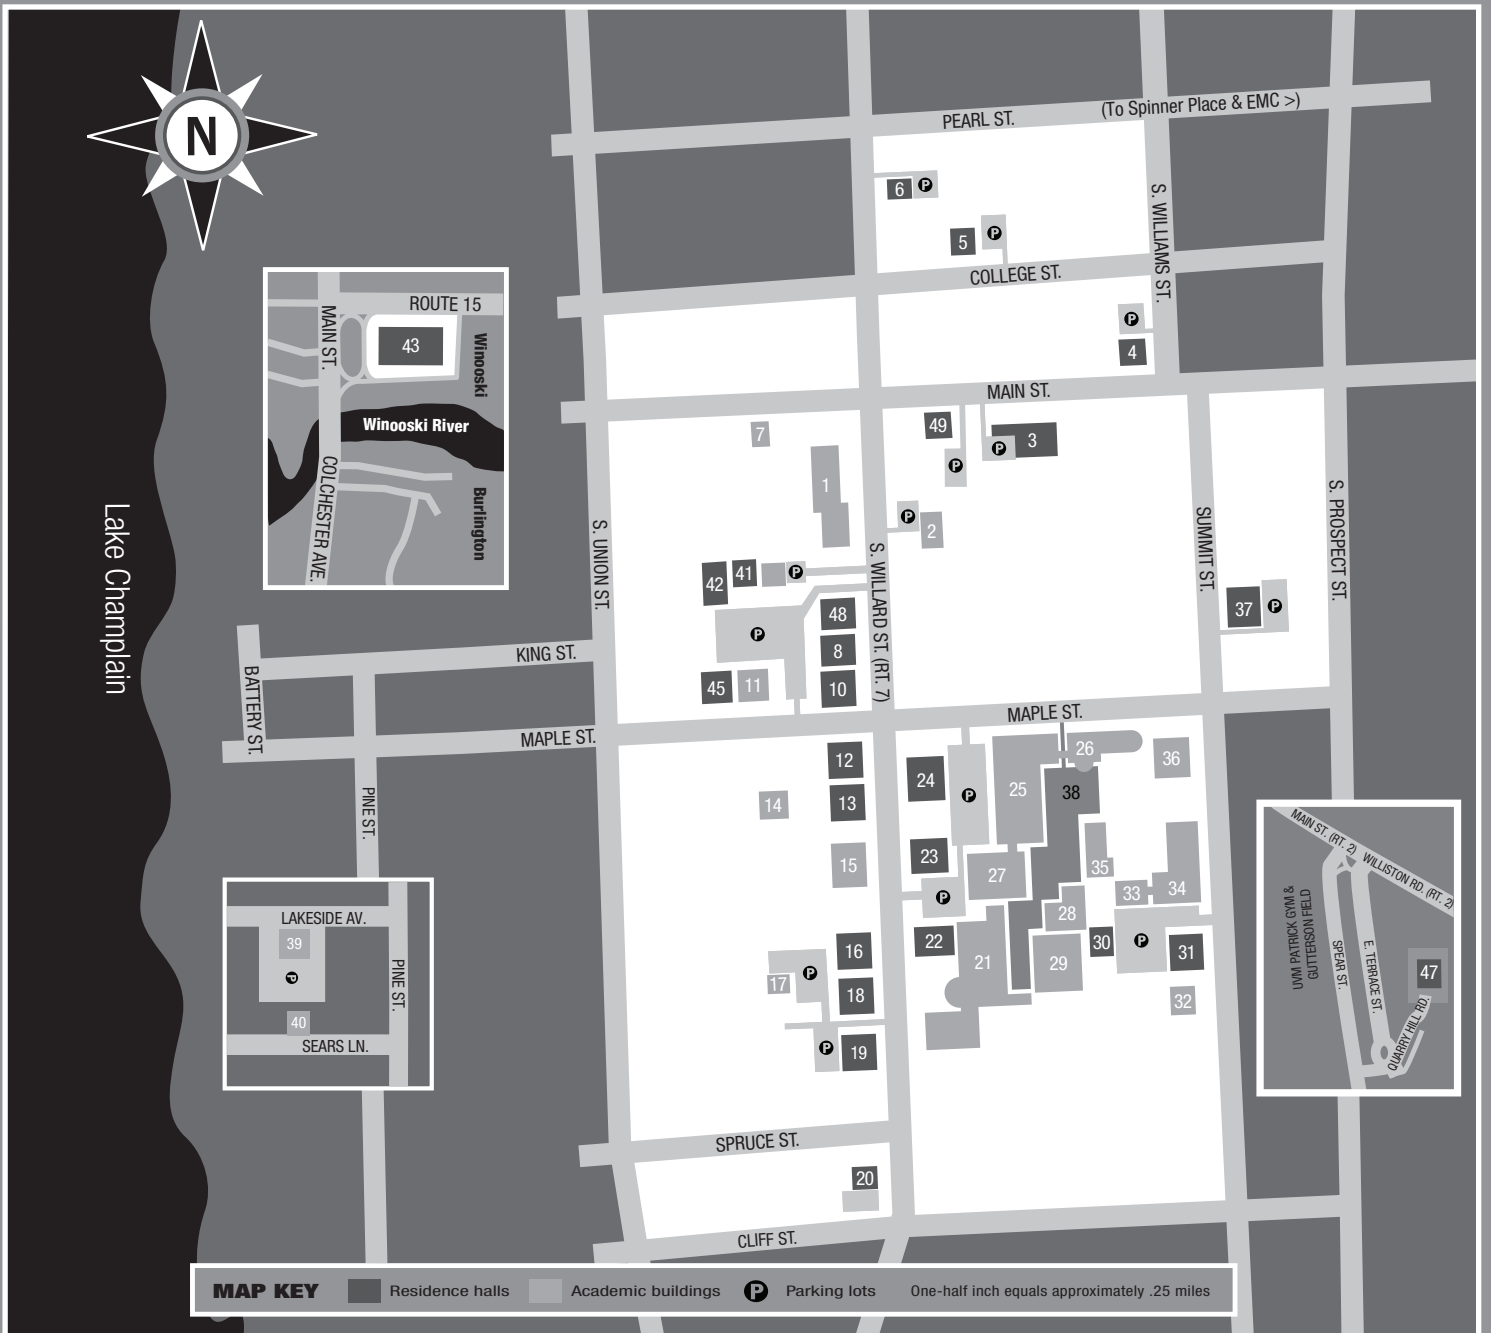 N
PEARL ST.
(To Spinner Place & EMC >)
S. WILLIAMS ST.
6
P
5
P
COLLEGE ST.
P
4
MAIN ST.
ROUTE 15
MAIN ST.
43
Winooski
Winooski River
COLCHESTER AVE.
Burlington
Lake Champlain
7
49
3
P
P
1
P
2
S. UNION ST.
S. WILLARD ST. (RT. 7)
SUMMIT ST.
S. PROSPECT ST.
42
41
P
48
P
8
45
11
10
37
P
KING ST.
BATTERY ST.
MAPLE ST.
MAPLE ST.
PINE ST.
12
13
14
15
24
P
25
26
38
36
23
27
35
33
34
P
28
22
21
29
30
P
31
32
16
17
P
18
P
19
LAKESIDE AV.
39
P
PINE ST.
40
SEARS LN.
MAIN ST. (RT. 2)
WILLISTON RD. (RT. 2)
UVM PATRICK GYM &
GUTTERSON FIELD
SPEAR ST.
E. TERRACE ST.
47
QUARRY HILL RD.
SPRUCE ST.
20
CLIFF ST.
MAP KEY
Residence halls
Academic buildings
P
Parking lots
One-half inch equals approximately .25 miles